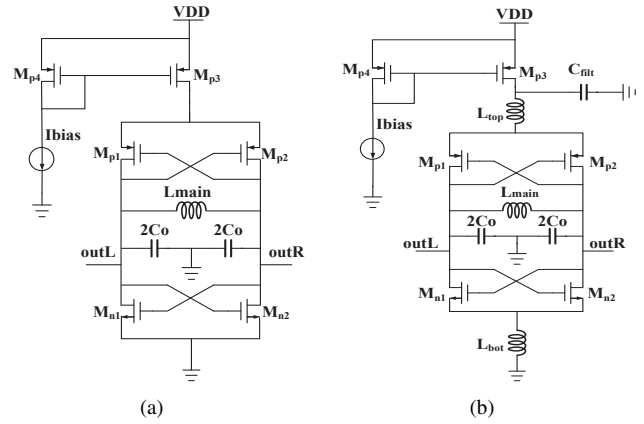 VDD
Mp4
Mp3
Ibias
Mp1
Mp2
Lmain
2Co
2Co
outL
outR
Mn1
Mn2
(a)
VDD
Mp4
Mp3
Cfilt
Ltop
Ibias
Mp1
Mp2
Lmain
2Co
2Co
outL
outR
Mn1
Mn2
Lbot
(b)